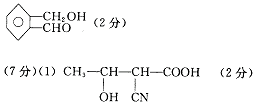 CH₂OH
CHO (2分)
(7分)(1) CH₃—CH—CH—COOH (2分)
OH CN